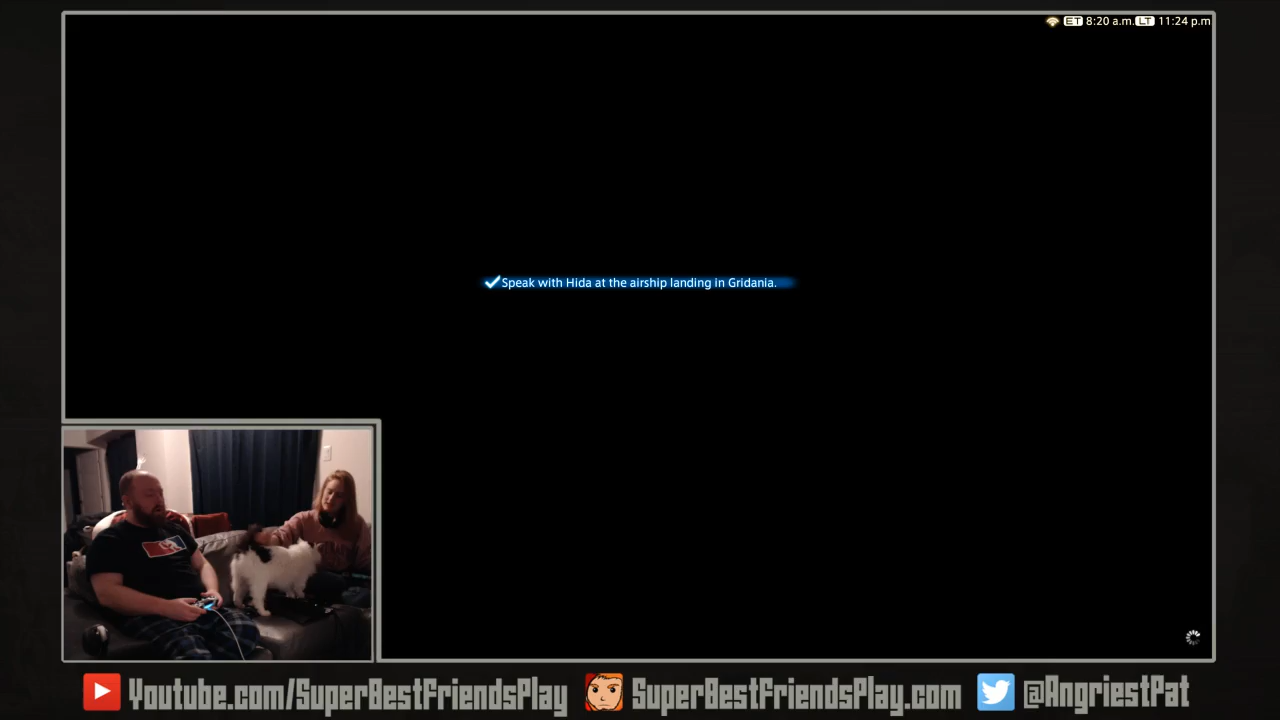 ET 8:20 a.m. LT 11:24 p.m
Speak with Hida at the airship landing in Gridania.
Youtube.com/SuperBestFriendsPlay
SuperBestFriendsPlay.com
@AngriestPat